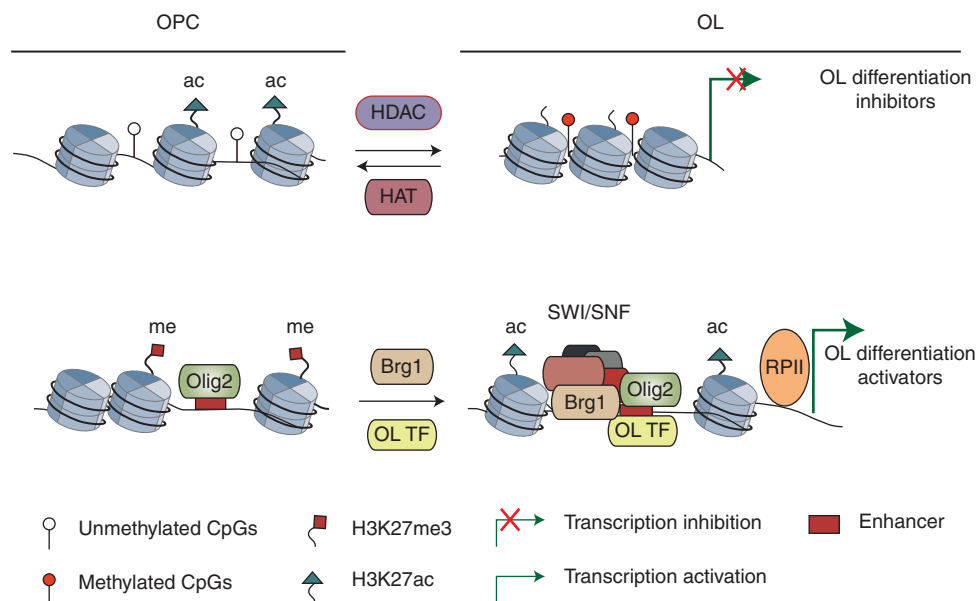 OPC
OL
ac
ac
HDAC
HAT
OL differentiation
inhibitors
me
me
Olig2
Brg1
OL TF
SWI/SNF
ac
ac
Brg1
Olig2
OL TF
RPII
OL differentiation
activators
Unmethylated CpGs
H3K27me3
Transcription inhibition
Enhancer
Methylated CpGs
H3K27ac
Transcription activation